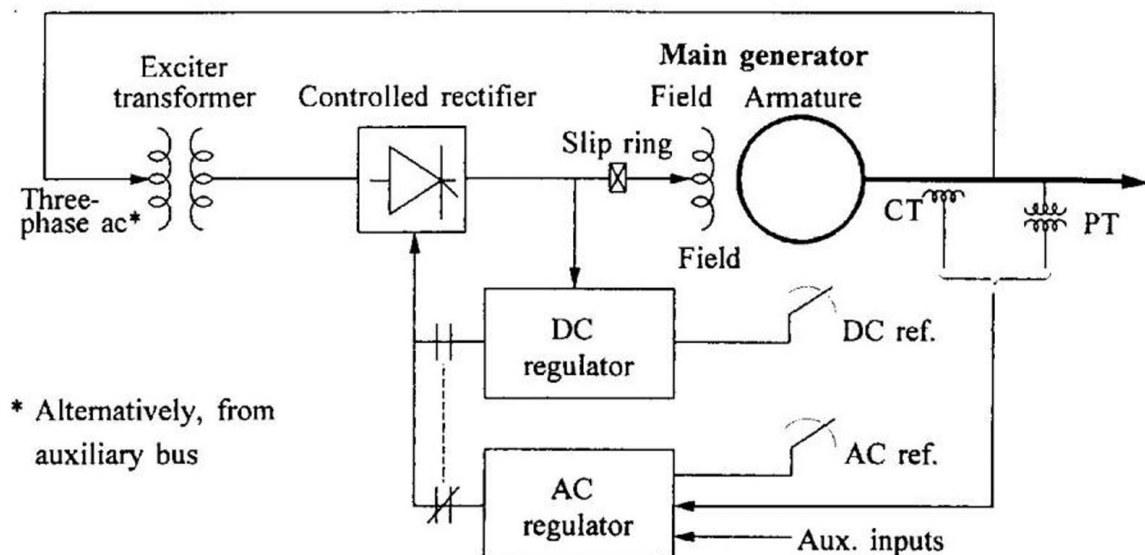 Main generator
Exciter
transformer
Controlled rectifier
Field
Armature
Slip ring
Three-
phase ac*
CT
PT
Field
DC
regulator
DC ref.
* Alternatively, from
auxiliary bus
AC
regulator
AC ref.
Aux. inputs